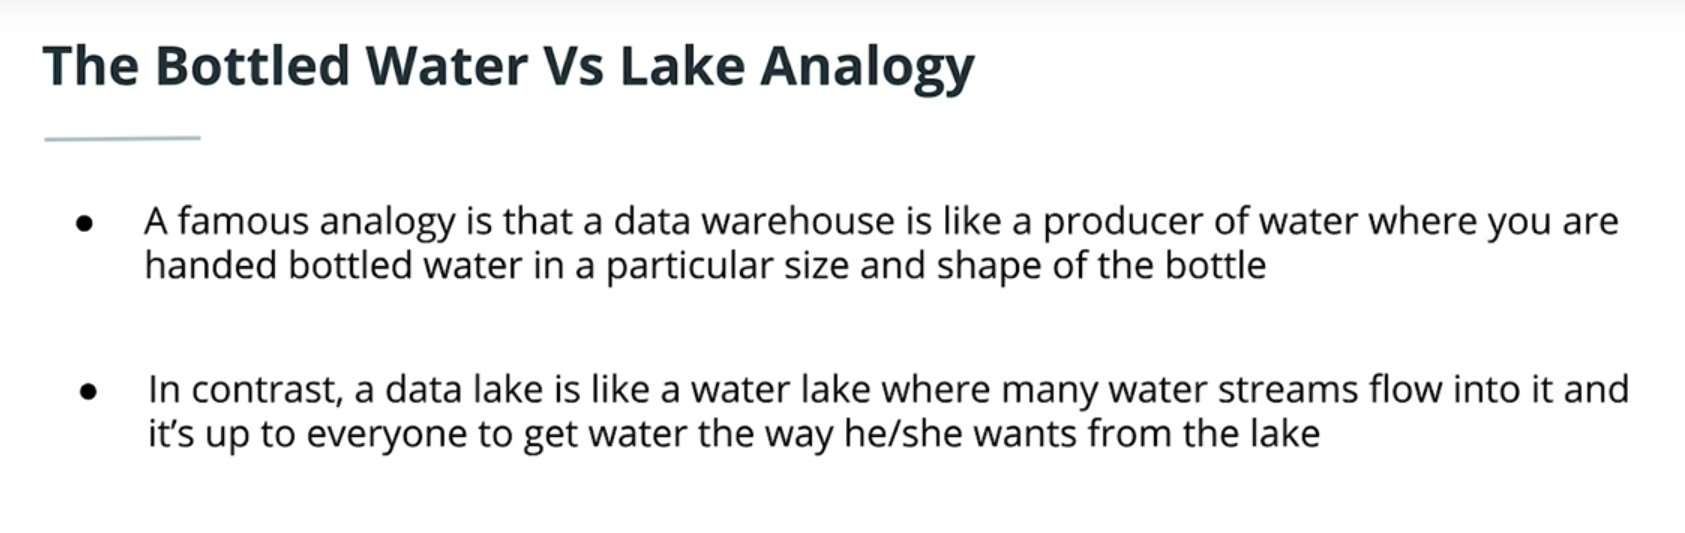 The Bottled Water Vs Lake Analogy
● A famous analogy is that a data warehouse is like a producer of water where you are
handed bottled water in a particular size and shape of the bottle
● In contrast, a data lake is like a water lake where many water streams flow into it and
it’s up to everyone to get water the way he/she wants from the lake